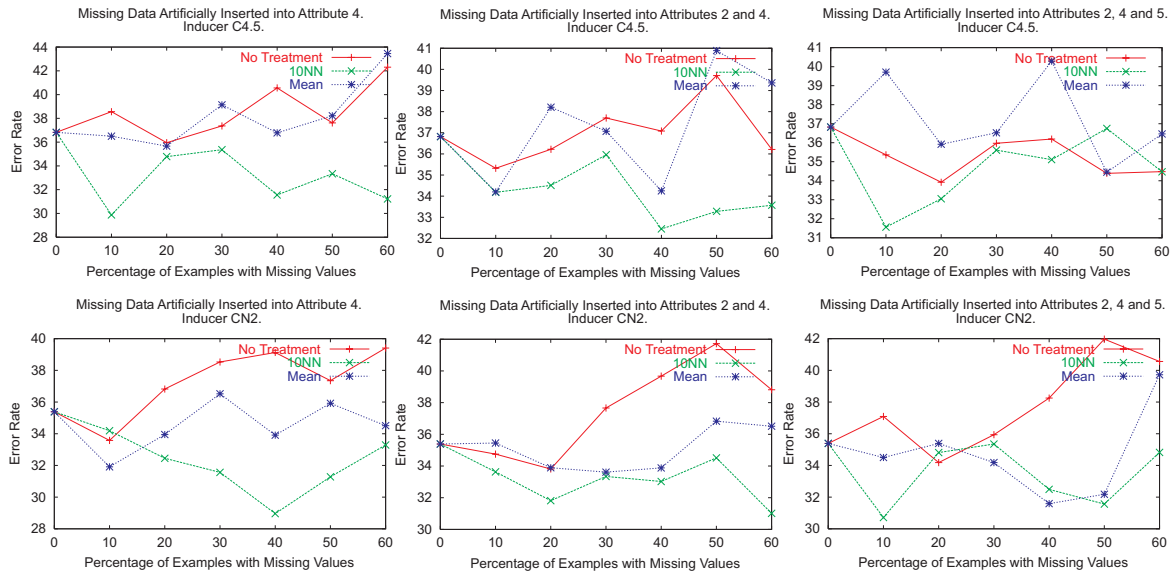 Missing Data Artificially Inserted into Attribute 4.
Inducer C4.5.
44
42
40
38
36
34
32
30
28
Error Rate
No Treatment
10NN
Mean
0 10 20 30 40 50 60
Percentage of Examples with Missing Values
Missing Data Artificially Inserted into Attributes 2 and 4.
Inducer C4.5.
41
40
39
38
37
36
35
34
33
32
Error Rate
No Treatment
10NN
Mean
0 10 20 30 40 50 60
Percentage of Examples with Missing Values
Missing Data Artificially Inserted into Attributes 2, 4 and 5.
Inducer C4.5.
41
40
39
38
37
36
35
34
33
32
31
Error Rate
No Treatment
10NN
Mean
0 10 20 30 40 50 60
Percentage of Examples with Missing Values
Missing Data Artificially Inserted into Attribute 4.
Inducer CN2.
40
38
36
34
32
30
28
Error Rate
No Treatment
10NN
Mean
0 10 20 30 40 50 60
Percentage of Examples with Missing Values
Missing Data Artificially Inserted into Attributes 2 and 4.
Inducer CN2.
42
40
38
36
34
32
30
Error Rate
No Treatment
10NN
Mean
0 10 20 30 40 50 60
Percentage of Examples with Missing Values
Missing Data Artificially Inserted into Attributes 2, 4 and 5.
Inducer CN2.
42
40
38
36
34
32
30
Error Rate
No Treatment
10NN
Mean
0 10 20 30 40 50 60
Percentage of Examples with Missing Values